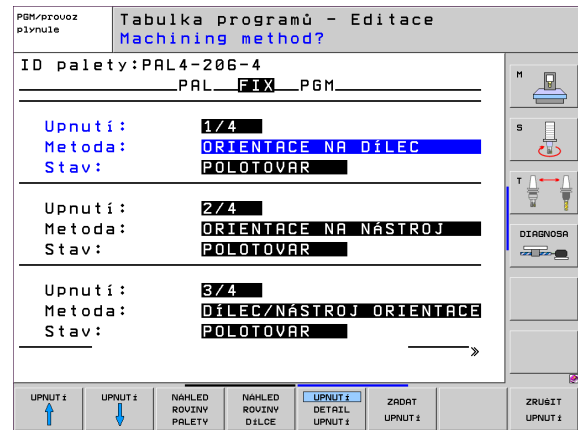 PGM/provoz
plynule
Tabulka programů – Editace
Machining method?
ID palety:PAL4-206-4
PAL FIX PGM
Upnutí: 1/4
Metoda: ORIENTACE NA DíLEC
Stav: POLOTOVAR
Upnutí: 2/4
Metoda: ORIENTACE NA NáSTROJ
Stav: POLOTOVAR
Upnutí: 3/4
Metoda: DíLEC/NáSTROJ ORIENTACE
Stav: POLOTOVAR
»
M
S
T
DIAGNOSA
UPNUTí
UPNUTí
NáHLED
ROVINY
PALETY
NáHLED
ROVINY
DíLCE
UPNUTí
DETAIL
UPNUTí
ZADAT
UPNUTí
ZRUšIT
UPNUTí